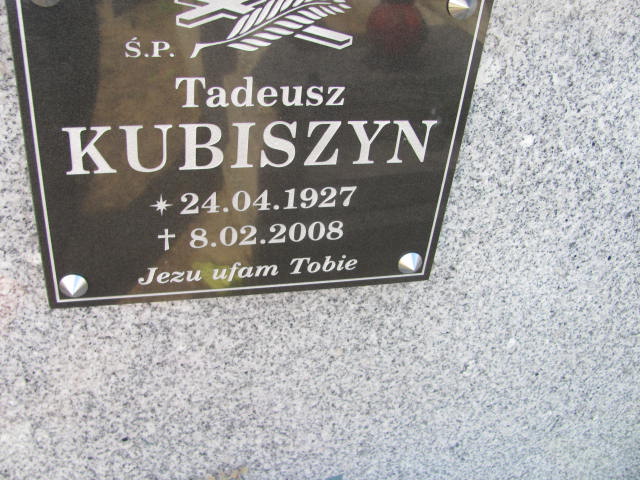 Ś.P.
Tadeusz
KUBISZYN
✴ 24.04.1927
† 8.02.2008
Jezu ufam Tobie